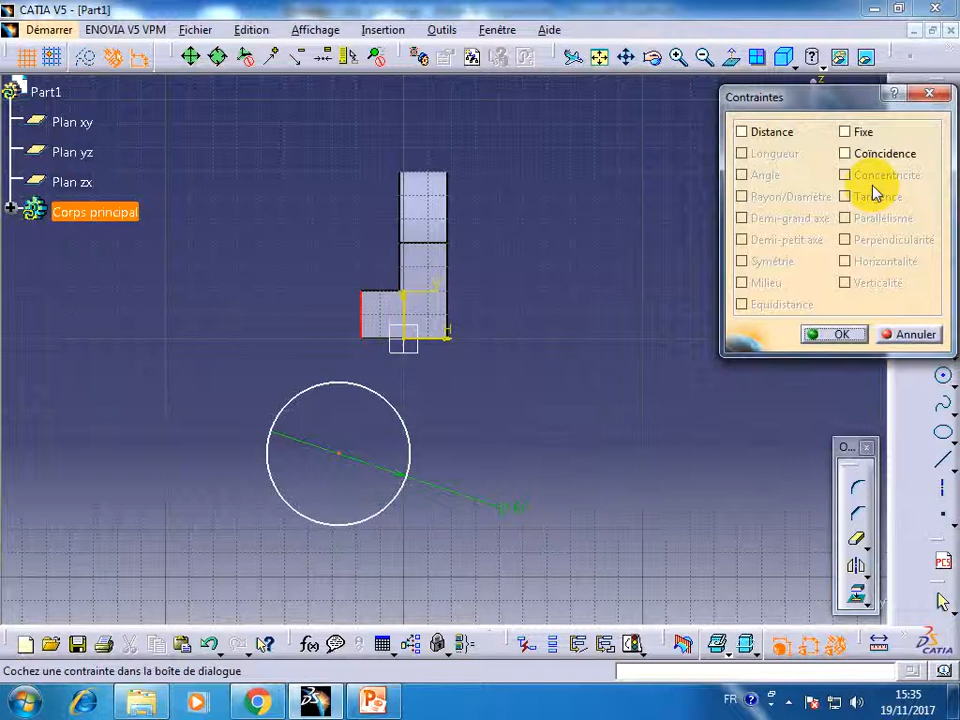 CATIA V5 - [Part1]
Démarrer ENOVIA V5 VPM Fichier Edition Affichage Insertion Outils Fenêtre Aide
Part1
Plan xy
Plan yz
Plan zx
Corps principal
z
Contraintes
Distance Fixe
Longueur Coïncidence
Angle Concentricité
Rayon/Diamètre
Demi-grand axe Parallélisme
Demi-petit axe Perpendicularité
Symétrie Horizontalité
Milieu Verticalité
Equidistance
OK Annuler
H
O...
PCS
f(x)
CATIA
Cochez une contrainte dans la boîte de dialogue
FR
15:35
19/11/2017